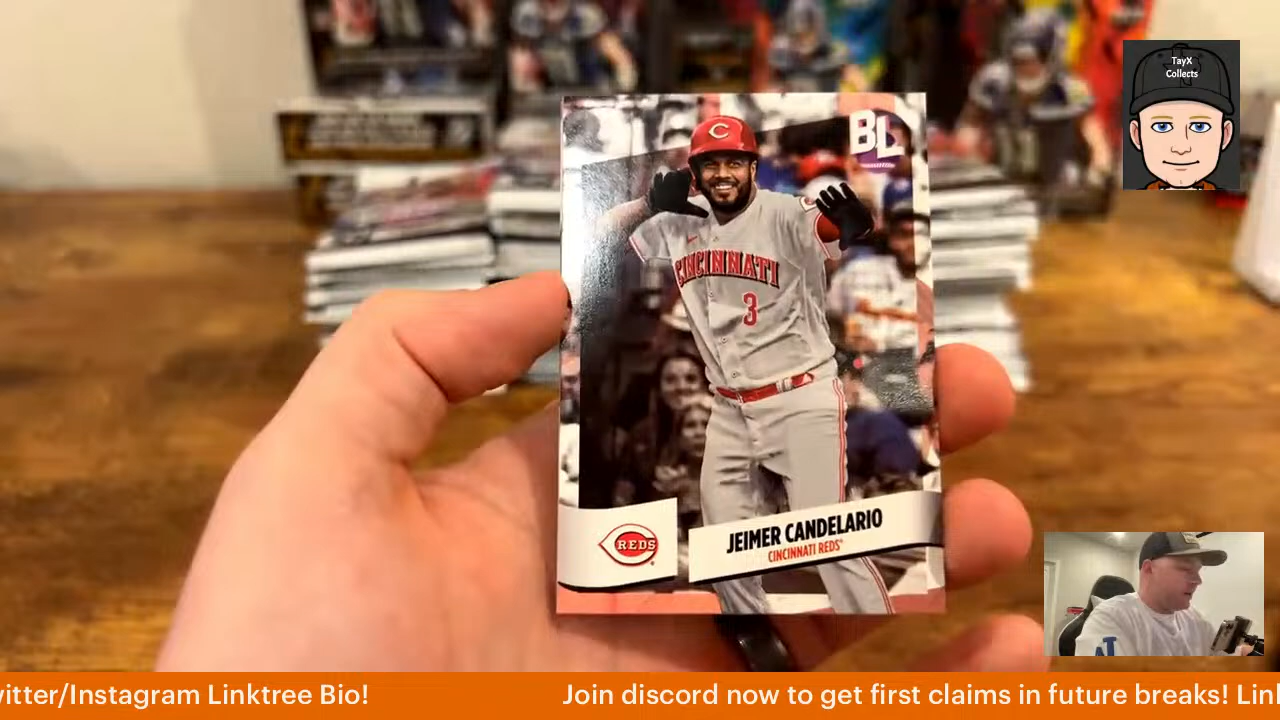 TayX
Collects
C
BL
CINCINNATI
3
REDS
JEIMER CANDELARIO
CINCINNATI REDS
vitter/Instagram Linktree Bio!
Join discord now to get first claims in future breaks! Lin